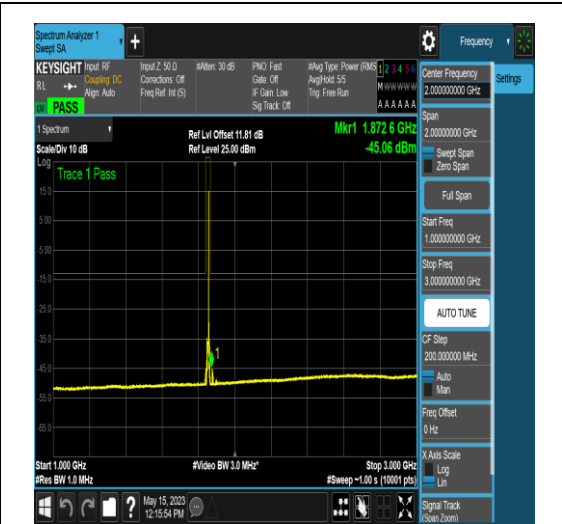 Spectrum Analyzer 1
Swept SA
Frequency
KEYSIGHT
RL
PASS
Input: RF
Coupling: DC
Align: Auto
Input Z: 50 Ω
Corrections: Off
Freq Ref: Int (S)
#Atten: 30 dB
PNO: Fast
Gate: Off
IF Gain: Low
Sig Track: Off
#Avg Type: Power (RMS
Avg|Hold: 5/5
Trig: Free Run
1 2 3 4 5 6
M W W W W W
A A A A A A
Center Frequency
2.000000000 GHz
Settings
Span
2.00000000 GHz
Swept Span
Zero Span
Full Span
Start Freq
1.000000000 GHz
Stop Freq
3.000000000 GHz
AUTO TUNE
CF Step
200.000000 MHz
Auto
Man
Freq Offset
0 Hz
X Axis Scale
Log
Lin
Signal Track
(Span Zoom)
1 Spectrum
Scale/Div 10 dB
Ref Lvl Offset 11.81 dB
Ref Level 25.00 dBm
Mkr1 1.872 6 GHz
-45.06 dBm
Log
Trace 1 Pass
15.0
5.00
-5.00
-15.0
-25.0
-35.0
-45.0
-55.0
-65.0
1
Start 1.000 GHz
#Res BW 1.0 MHz
#Video BW 3.0 MHz*
Stop 3.000 GHz
#Sweep ~1.00 s (10001 pts)
?
May 15, 2023
12:15:54 PM